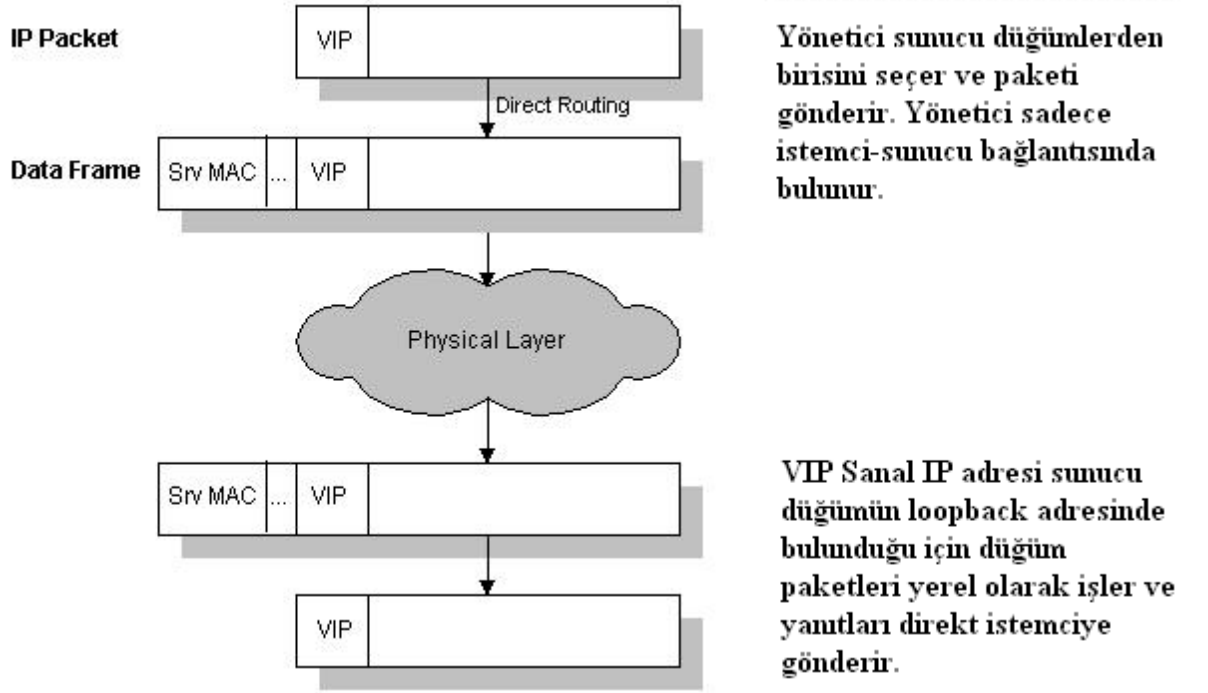 IP Packet
VIP
Yönetici sunucu düğümlerden
birisini seçer ve paketi
gönderir. Yönetici sadece
istemci-sunucu bağlantısında
bulunur.
Direct Routing
Data Frame
Srv MAC ... VIP
Physical Layer
Srv MAC ... VIP
VIP Sanal IP adresi sunucu
düğümün loopback adresinde
bulunduğu için düğüm
paketleri yerel olarak işler ve
yanıtları direkt istemciye
gönderir.
VIP